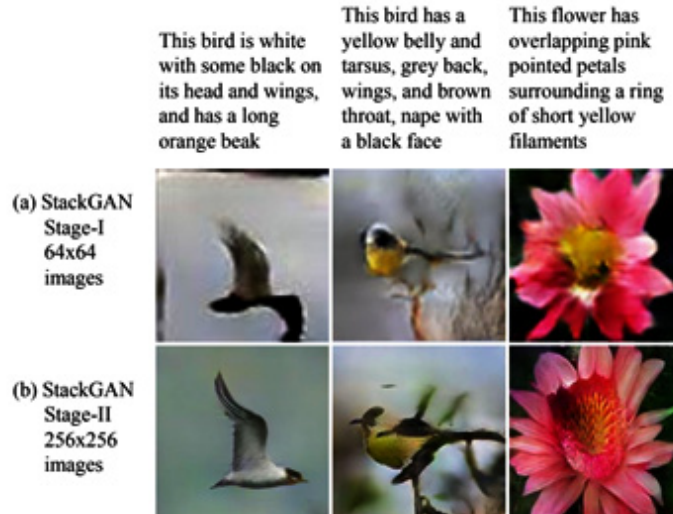 This bird is white
with some black on
its head and wings,
and has a long
orange beak
This bird has a
yellow belly and
tarsus, grey back,
wings, and brown
throat, nape with
a black face
This flower has
overlapping pink
pointed petals
surrounding a ring
of short yellow
filaments
(a) StackGAN
Stage-I
64x64
images
(b) StackGAN
Stage-II
256x256
images